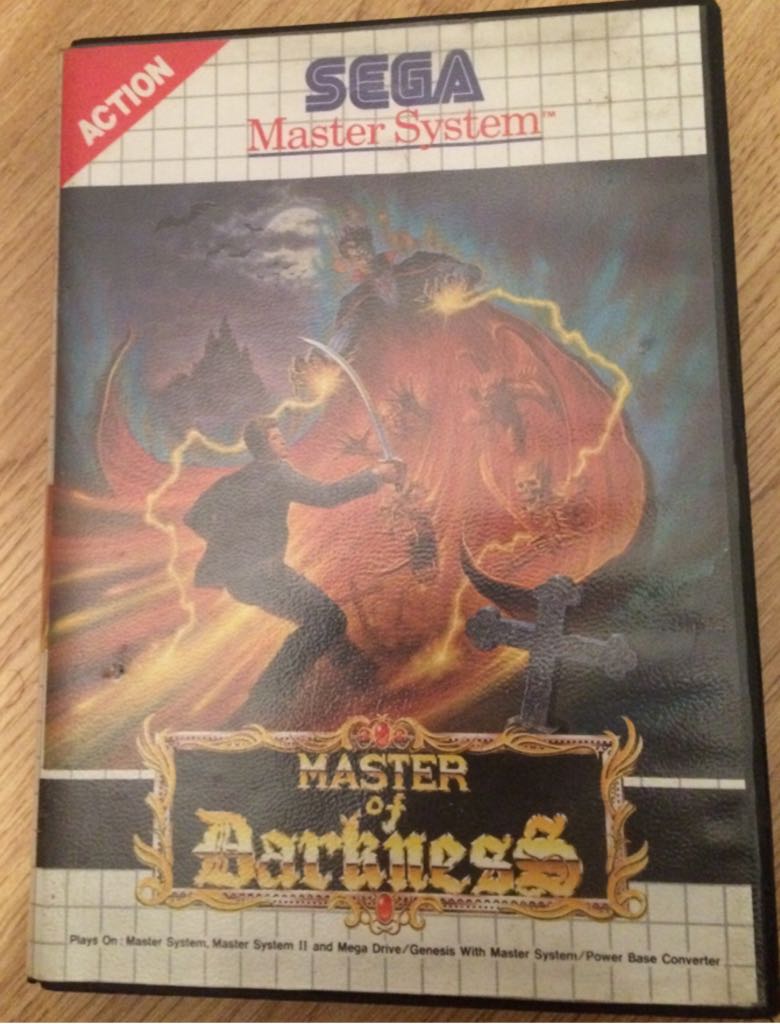 ACTION
SEGA
Master System™
MASTER
of
Darkness
Plays On : Master System, Master System II and Mega Drive/Genesis With Master System/Power Base Converter